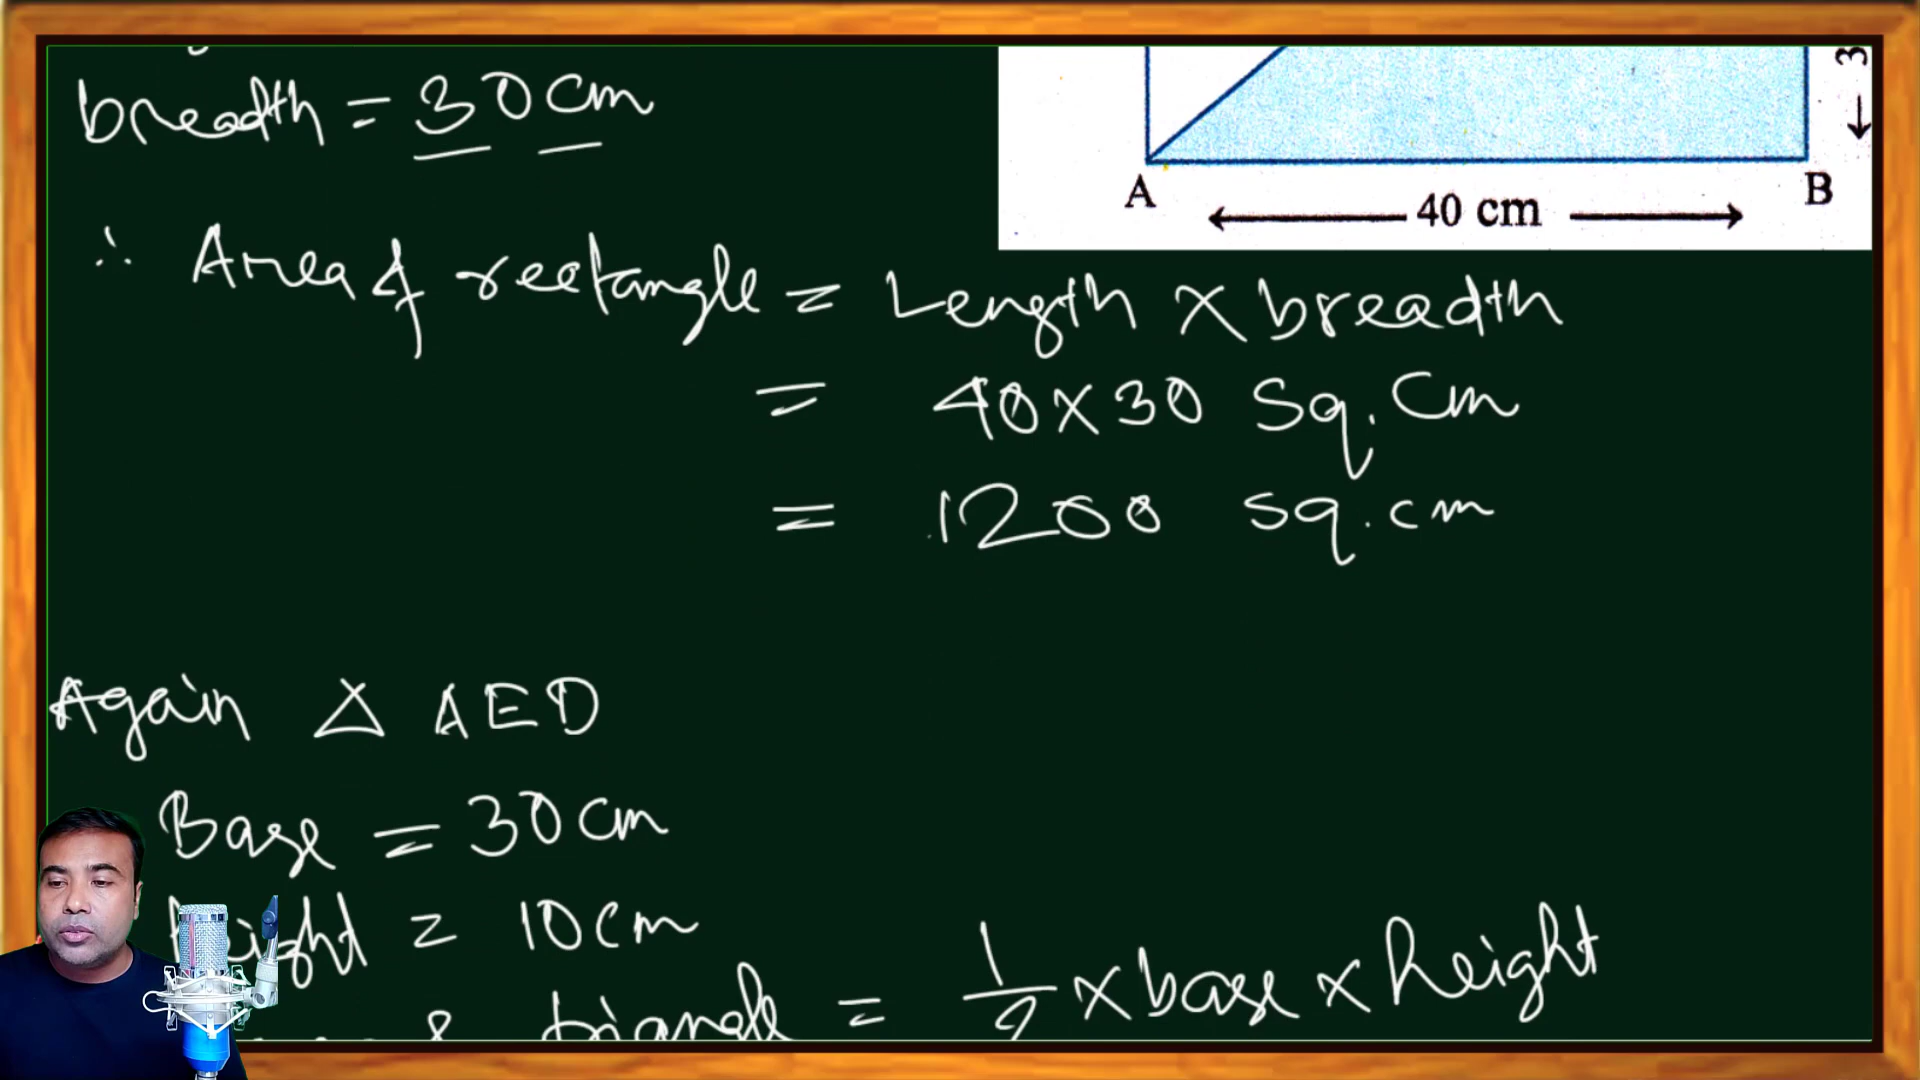 breadth = 30 cm
3
A
B
40 cm
∴ Area of rectangle = Length × breadth
= 40 × 30 Sq. Cm
= 1200 sq. cm
Again △ AED
Base = 30 cm
height = 10 cm
triangle = 1/2 × base × height